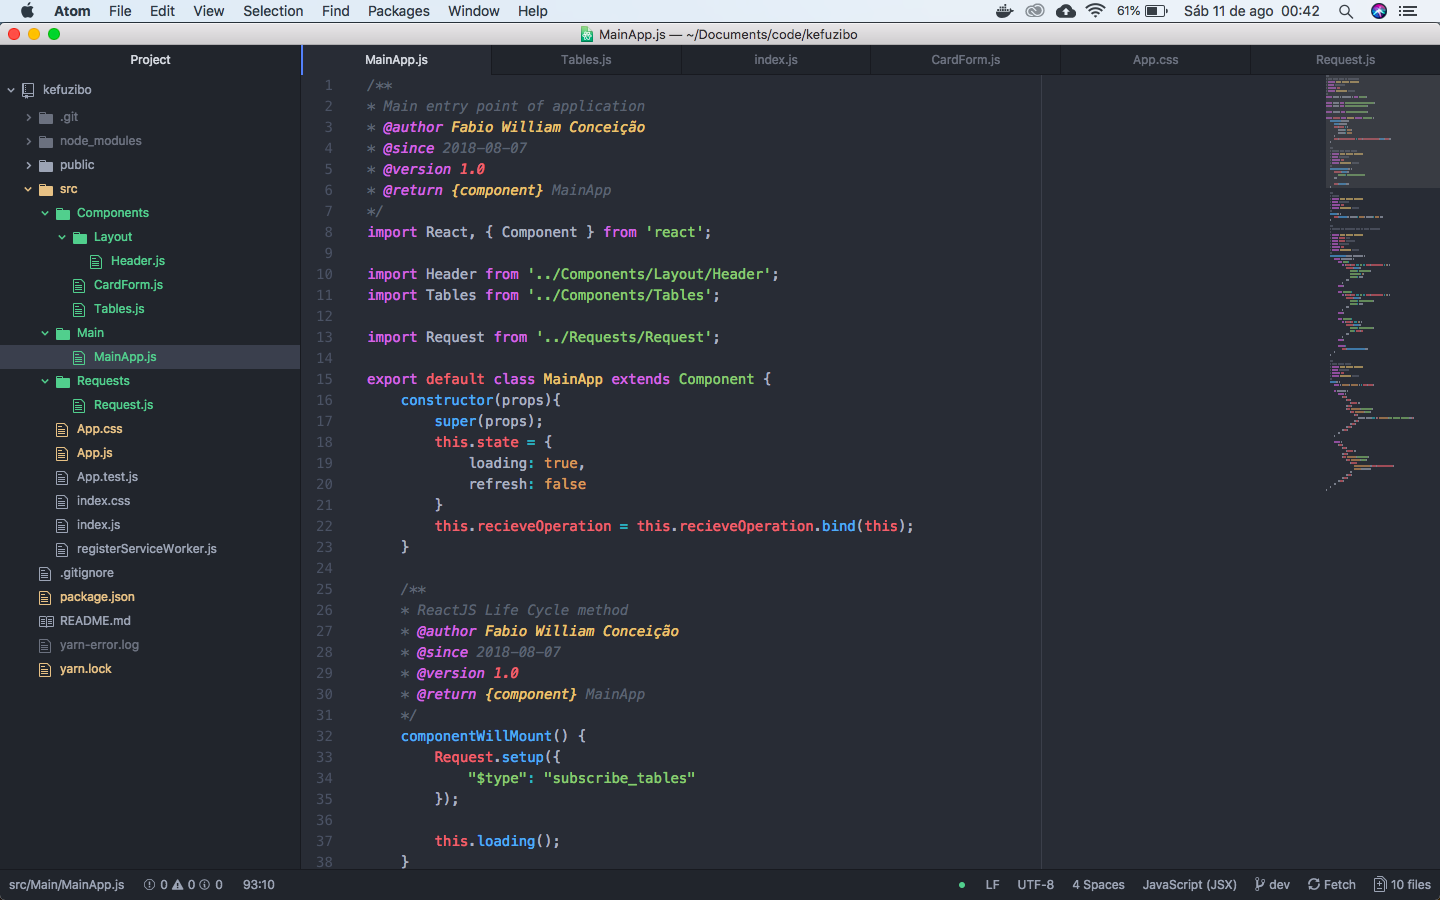 Atom File Edit View Selection Find Packages Window Help 61% Sáb 11 de ago 00:42
MainApp.js — ~/Documents/code/kefuzibo
Project
kefuzibo
.git
node_modules
public
src
Components
Layout
Header.js
CardForm.js
Tables.js
Main
MainApp.js
Requests
Request.js
App.css
App.js
App.test.js
index.css
index.js
registerServiceWorker.js
.gitignore
package.json
README.md
yarn-error.log
yarn.lock
MainApp.js Tables.js index.js CardForm.js App.css Request.js
1 /**
2 * Main entry point of application
3 * @author Fabio William Conceição
4 * @since 2018-08-07
5 * @version 1.0
6 * @return {component} MainApp
7 */
8 import React, { Component } from 'react';
9
10 import Header from '../Components/Layout/Header';
11 import Tables from '../Components/Tables';
12
13 import Request from '../Requests/Request';
14
15 export default class MainApp extends Component {
16 constructor(props){
17 super(props);
18 this.state = {
19 loading: true,
20 refresh: false
21 }
22 this.recieveOperation = this.recieveOperation.bind(this);
23 }
24
25 /**
26 * ReactJS Life Cycle method
27 * @author Fabio William Conceição
28 * @since 2018-08-07
29 * @version 1.0
30 * @return {component} MainApp
31 */
32 componentWillMount() {
33 Request.setup({
34 "$type": "subscribe_tables"
35 });
36
37 this.loading();
38 }
src/Main/MainApp.js 0 0 0 93:10 LF UTF-8 4 Spaces JavaScript (JSX) dev Fetch 10 files